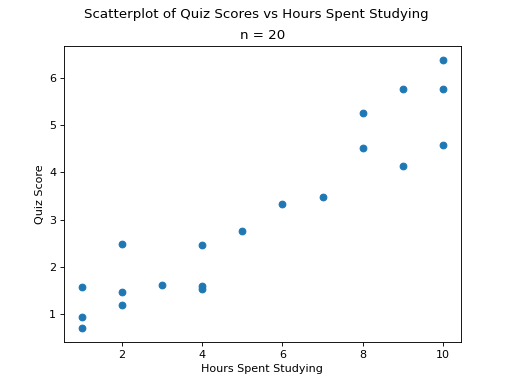 Scatterplot of Quiz Scores vs Hours Spent Studying
n = 20
6
5
4
3
2
1
Quiz Score
2 4 6 8 10
Hours Spent Studying